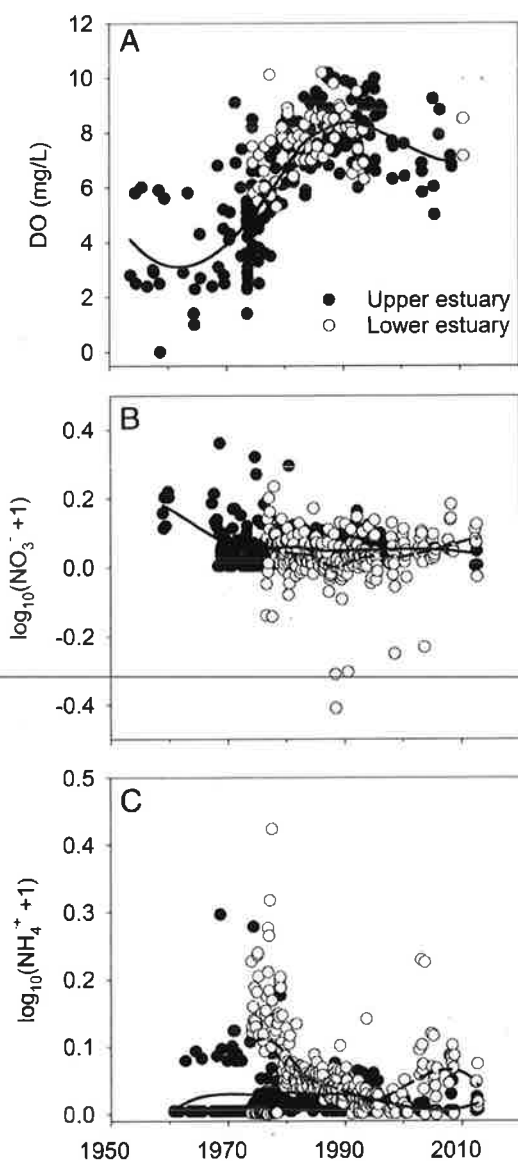 A
12
10
8
6
4
2
0
DO (mg/L)
Upper estuary
Lower estuary
B
0.4
0.2
0.0
-0.2
-0.4
log10(NO3- +1)
C
0.5
0.4
0.3
0.2
0.1
0.0
log10(NH4+ +1)
1950
1970
1990
2010